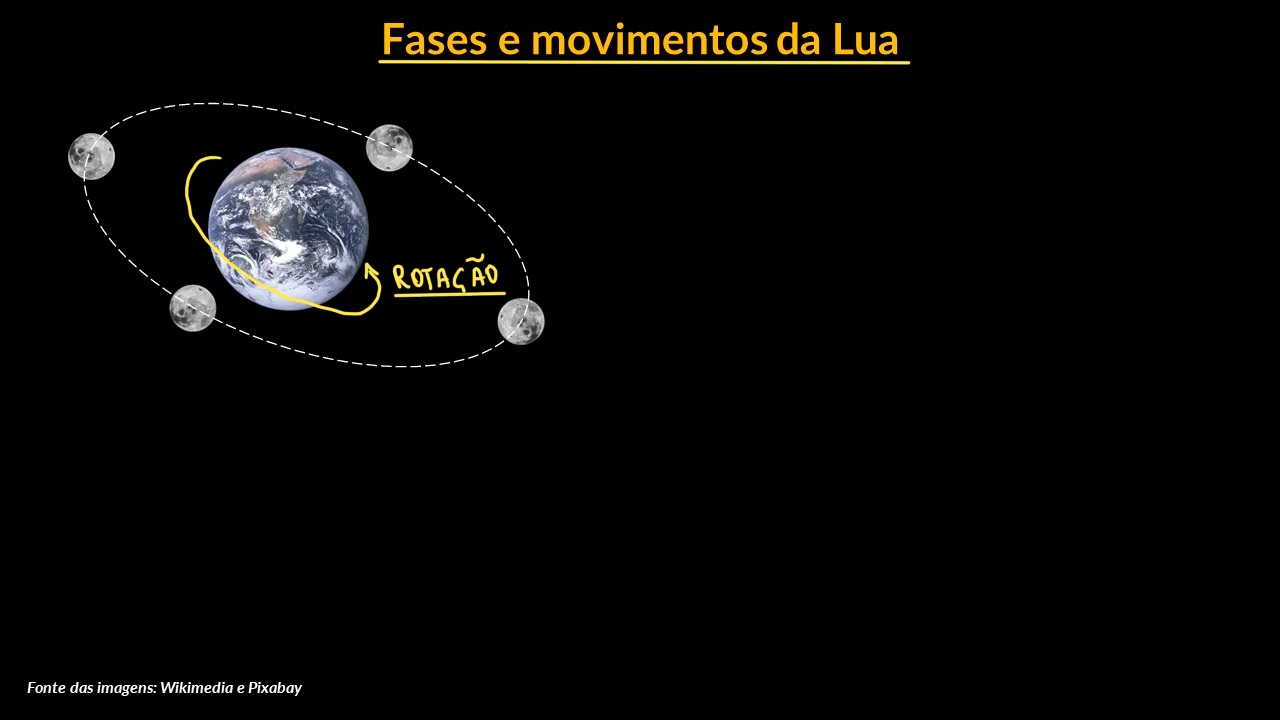 Fases e movimentos da Lua
ROTAÇÃO
Fonte das imagens: Wikimedia e Pixabay